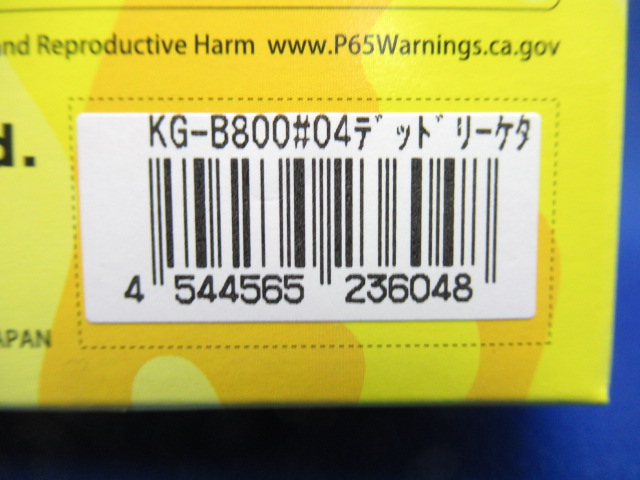 nd Reproductive Harm www.P65Warnings.ca.gov
d.
KG-B800#04ﾃﾞｯﾄﾞﾘｰｹﾀ
4 544565 236048
APAN